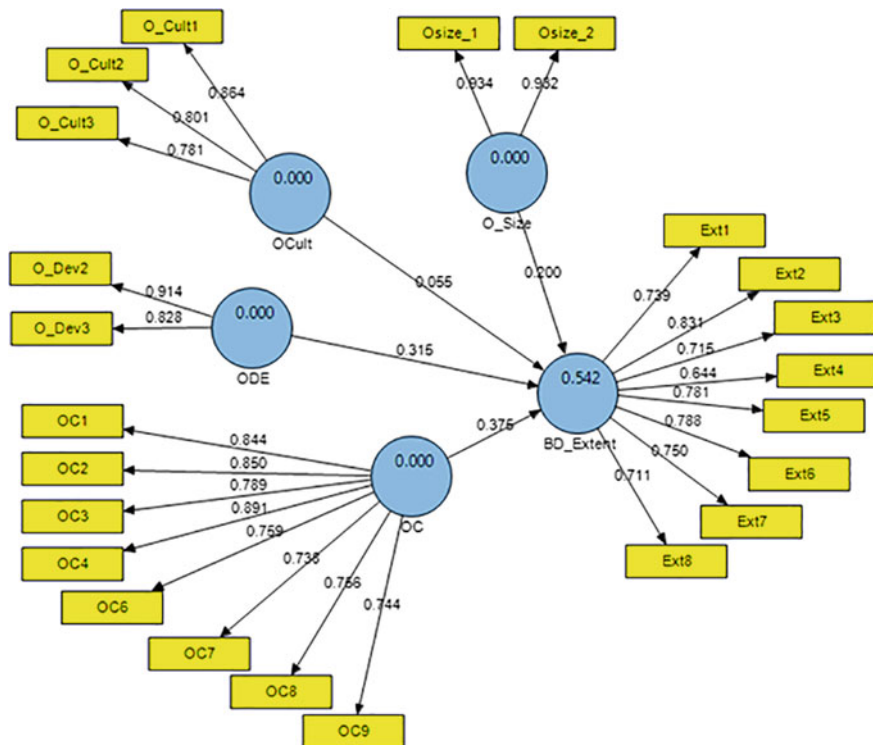 O_Cult1
O_Cult2
O_Cult3
0.864
0.801
0.781
0.000
OCult
Osize_1
Osize_2
0.934
0.932
0.000
O_Size
0.200
0.055
O_Dev2
O_Dev3
0.914
0.828
0.000
ODE
0.315
OC1
OC2
OC3
OC4
OC6
OC7
OC8
OC9
0.844
0.850
0.789
0.891
0.759
0.738
0.756
0.744
0.000
OC
0.375
0.542
BD_Extent
0.739
0.831
0.715
0.644
0.781
0.788
0.750
0.711
Ext1
Ext2
Ext3
Ext4
Ext5
Ext6
Ext7
Ext8